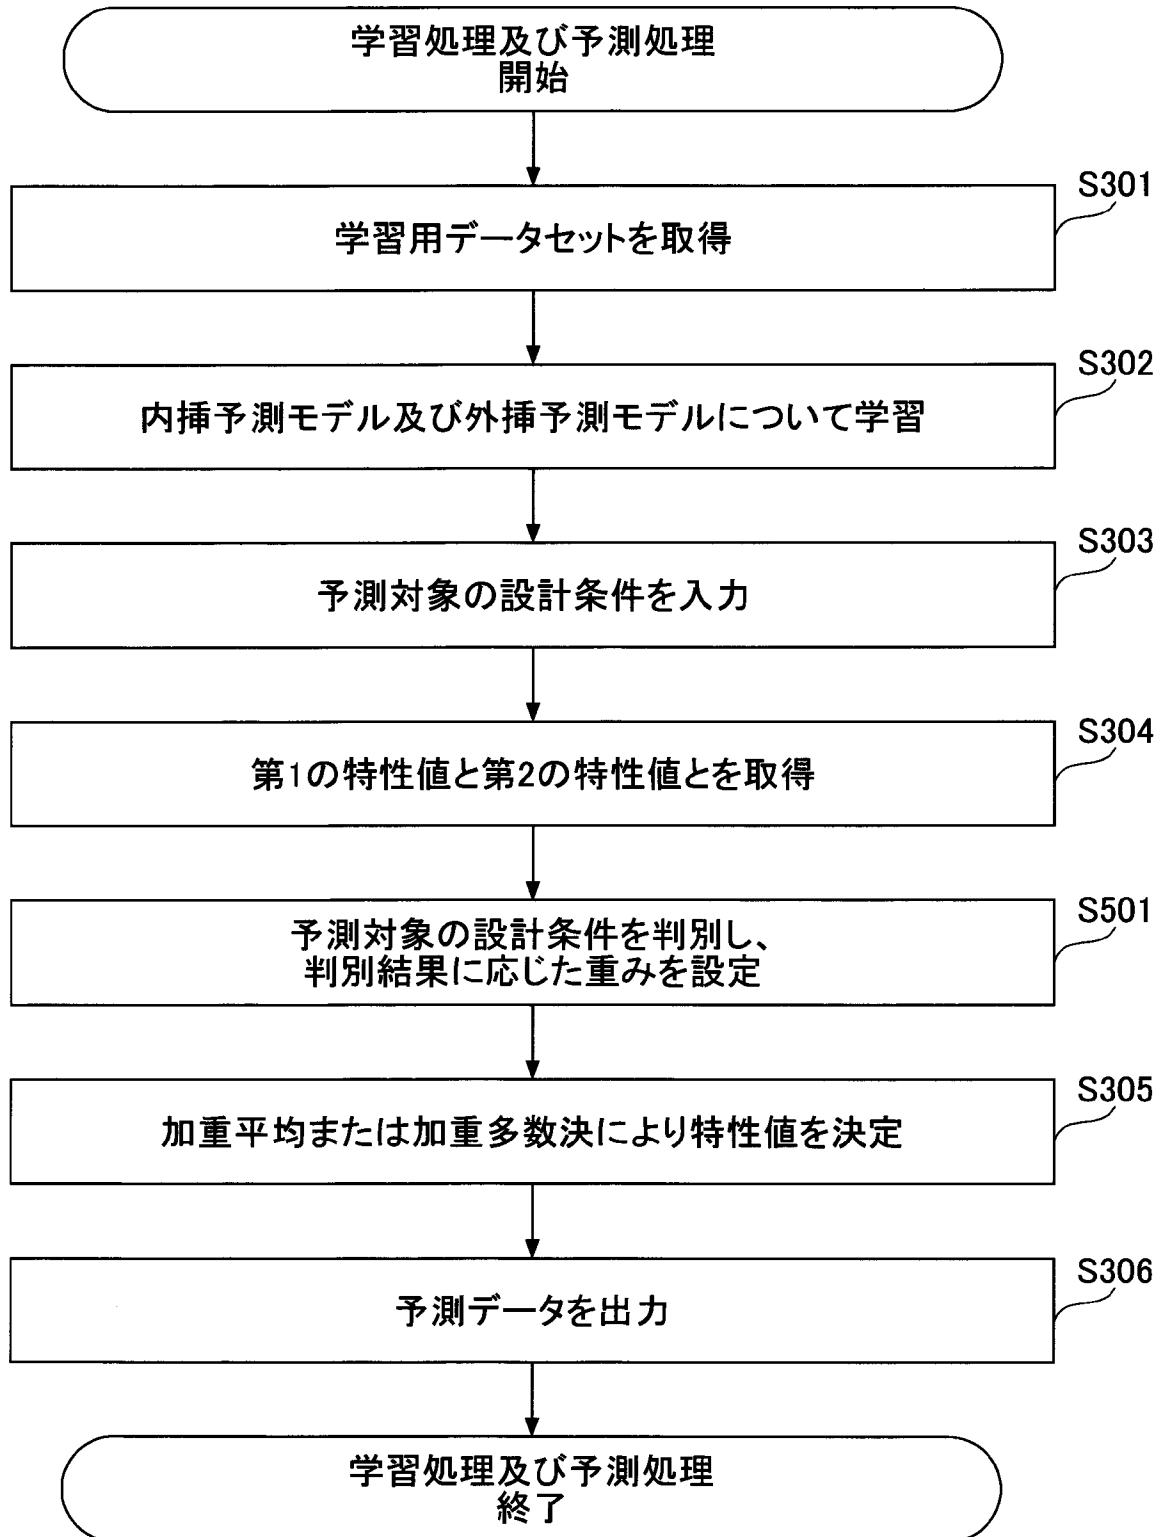 学習処理及び予測処理
開始
S301
学習用データセットを取得
S302
内挿予測モデル及び外挿予測モデルについて学習
S303
予測対象の設計条件を入力
S304
第1の特性値と第2の特性値とを取得
S501
予測対象の設計条件を判別し、
判別結果に応じた重みを設定
S305
加重平均または加重多数決により特性値を決定
S306
予測データを出力
学習処理及び予測処理
終了